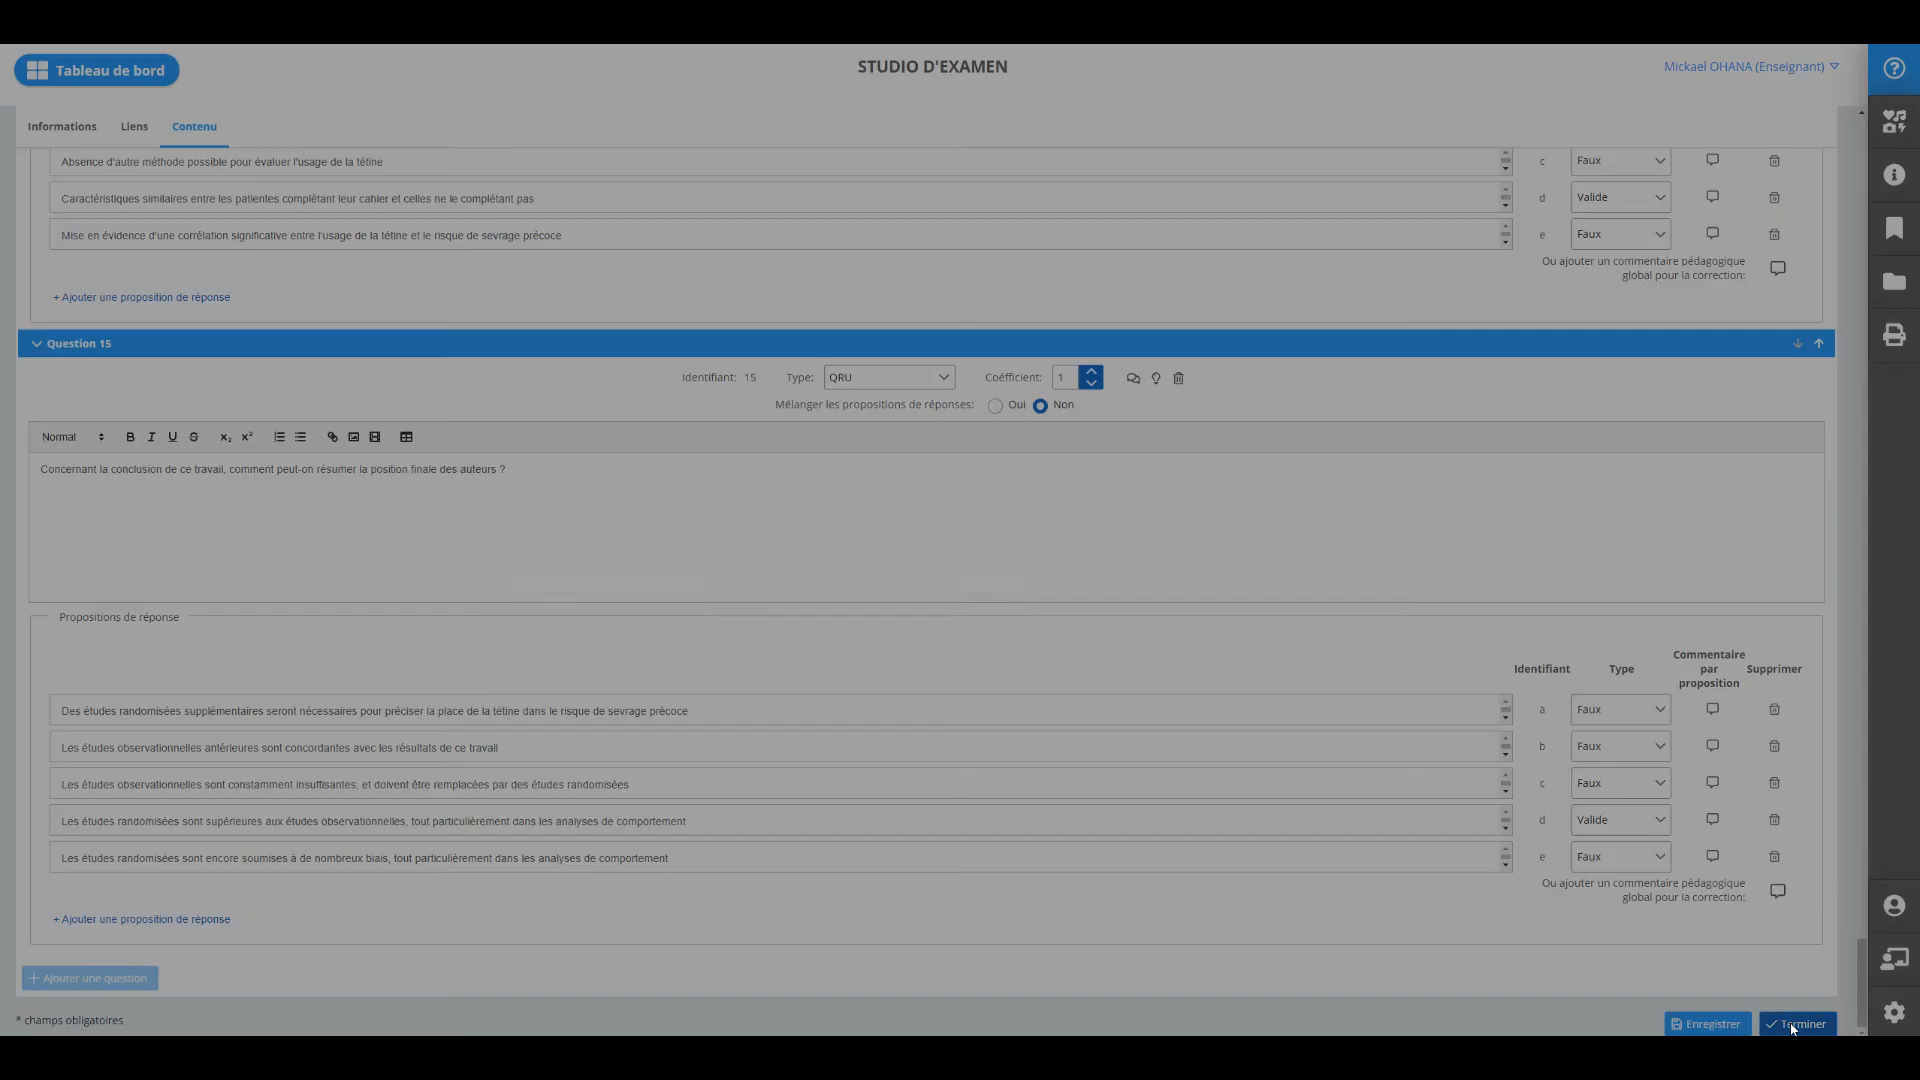 Tableau de bord
STUDIO D'EXAMEN
Mickael OHANA (Enseignant)
Informations
Liens
Contenu
Absence d'autre méthode possible pour évaluer l'usage de la tétine
c
Faux
Caractéristiques similaires entre les patientes complétant leur cahier et celles ne le complétant pas
d
Valide
Mise en évidence d'une corrélation significative entre l'usage de la tétine et le risque de sevrage précoce
e
Faux
Ou ajouter un commentaire pédagogique
global pour la correction:
+ Ajouter une proposition de réponse
Question 15
Identifiant: 15
Type: QRU
Coéfficient: 1
Mélanger les propositions de réponses: Oui Non
Normal B I U S x₂ x²
Concernant la conclusion de ce travail, comment peut-on résumer la position finale des auteurs ?
Propositions de réponse
Identifiant
Type
Commentaire
par
proposition
Supprimer
Des études randomisées supplémentaires seront nécessaires pour préciser la place de la tétine dans le risque de sevrage précoce
a
Faux
Les études observationnelles antérieures sont concordantes avec les résultats de ce travail
b
Faux
Les études observationnelles sont constamment insuffisantes, et doivent être remplacées par des études randomisées
c
Faux
Les études randomisées sont supérieures aux études observationnelles, tout particulièrement dans les analyses de comportement
d
Valide
Les études randomisées sont encore soumises à de nombreux biais, tout particulièrement dans les analyses de comportement
e
Faux
Ou ajouter un commentaire pédagogique
global pour la correction:
+ Ajouter une proposition de réponse
+ Ajouter une question
* champs obligatoires
Enregistrer
Terminer